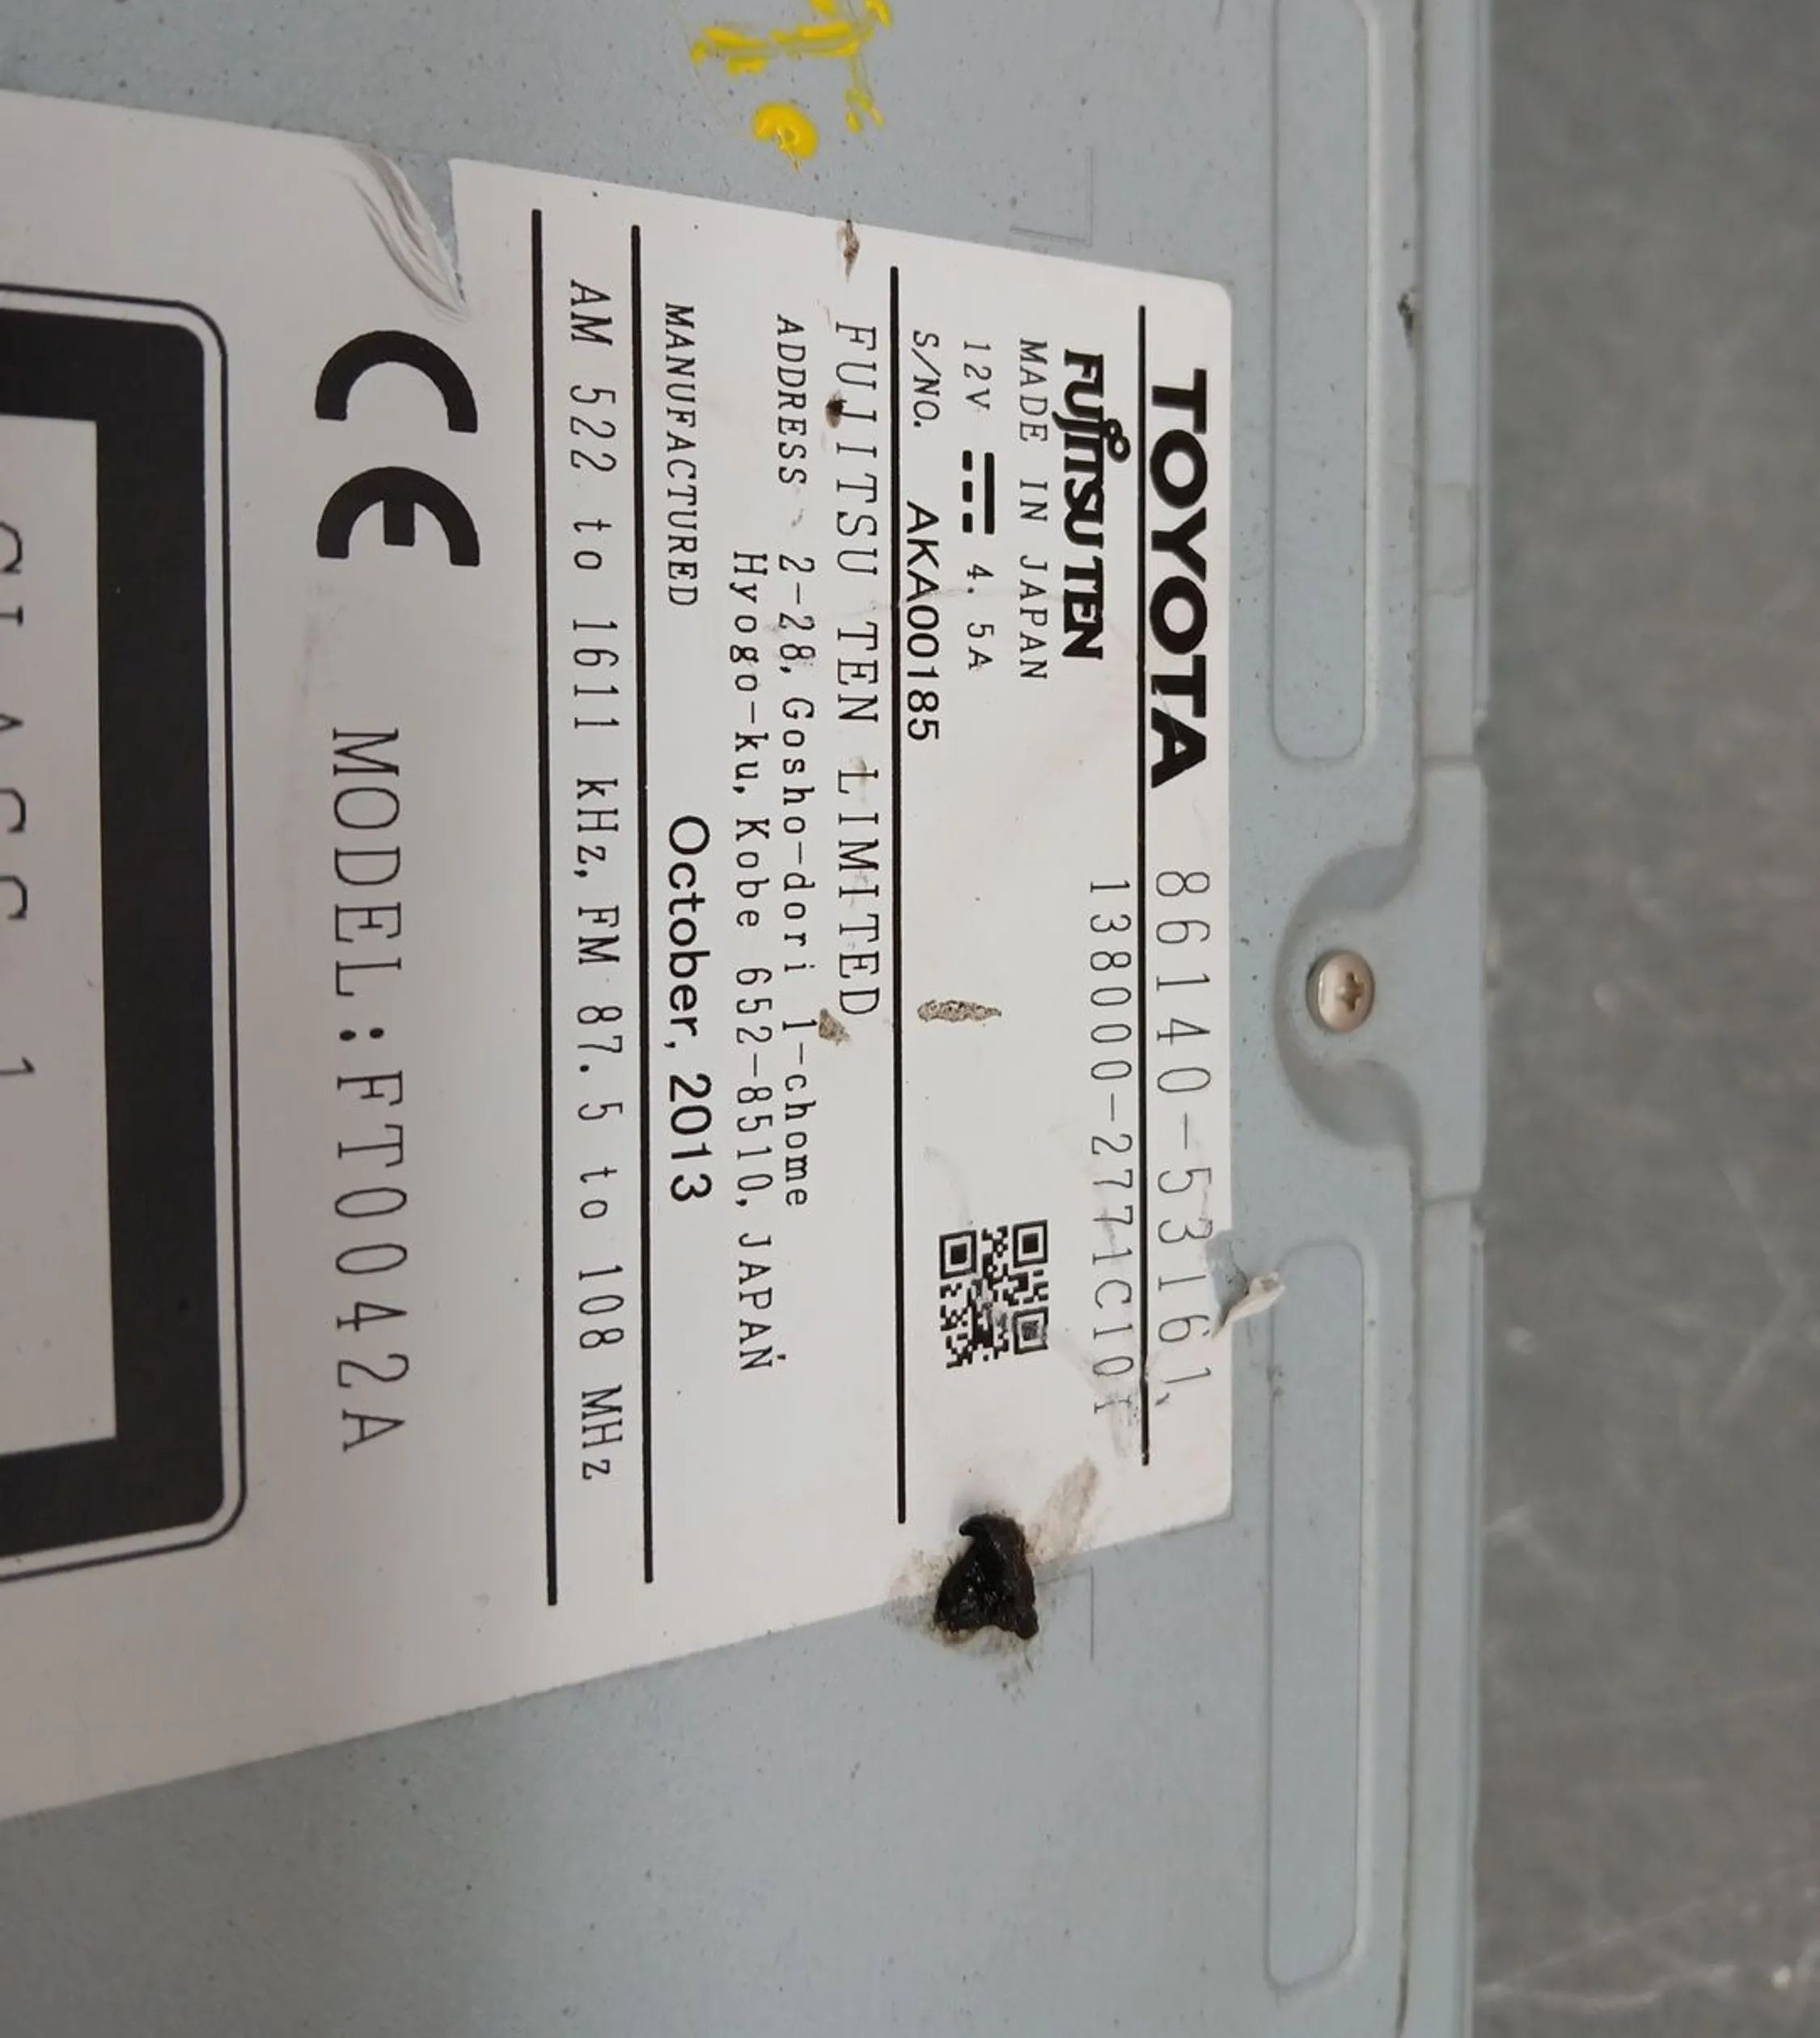 TOYOTA 86140-53161
FUJITSU TEN 138000-2771C101
MADE IN JAPAN
12V 4.5A
S/NO. AKA00185
FUJITSU TEN LIMITED
ADDRESS 2-28, Gosho-dori 1-chome
Hyogo-ku, Kobe 652-8510, JAPAN
MANUFACTURED October, 2013
AM 522 to 1611 kHz, FM 87.5 to 108 MHz
CE MODEL:FT0042A